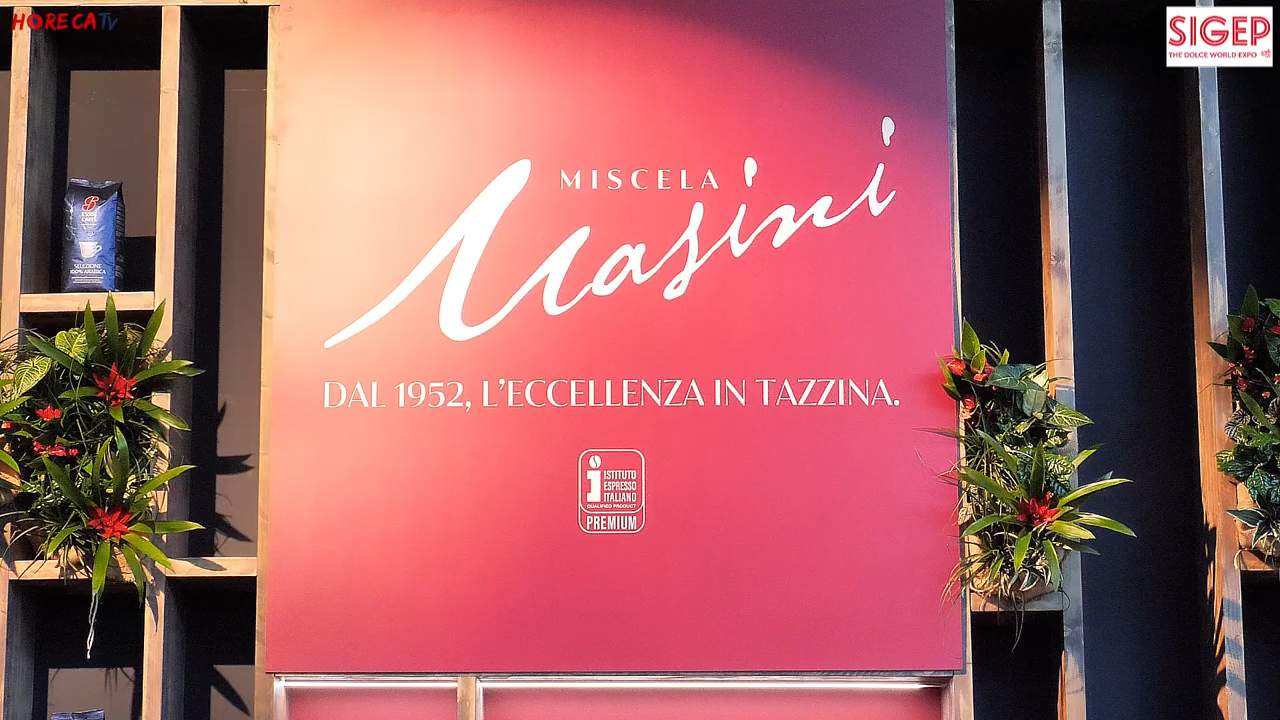 HORECATv
SIGEP
THE DOLCE WORLD EXPO
MISCELA
Masini
DAL 1952, L'ECCELLENZA IN TAZZINA.
ISTITUTO
ESPRESSO
ITALIANO
QUALIFIED PRODUCT
PREMIUM
SELEZIONE
100% ARABICA